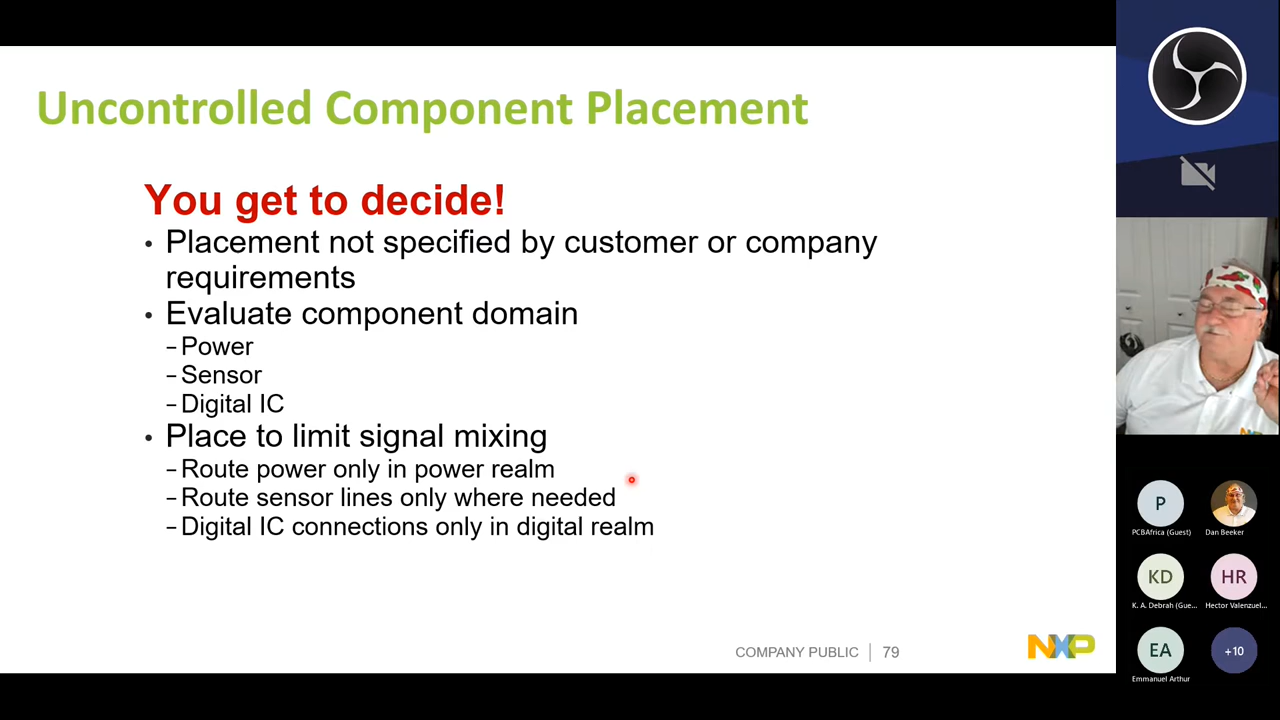 Uncontrolled Component Placement
You get to decide!
• Placement not specified by customer or company
requirements
• Evaluate component domain
–Power
–Sensor
–Digital IC
• Place to limit signal mixing
–Route power only in power realm
–Route sensor lines only where needed
–Digital IC connections only in digital realm
COMPANY PUBLIC | 79
NXP
P
PCBAfrica (Guest)
Dan Beeker
KD
K. A. Debrah (Gue...
HR
Hector Valenzuel...
EA
Emmanuel Arthur
+10